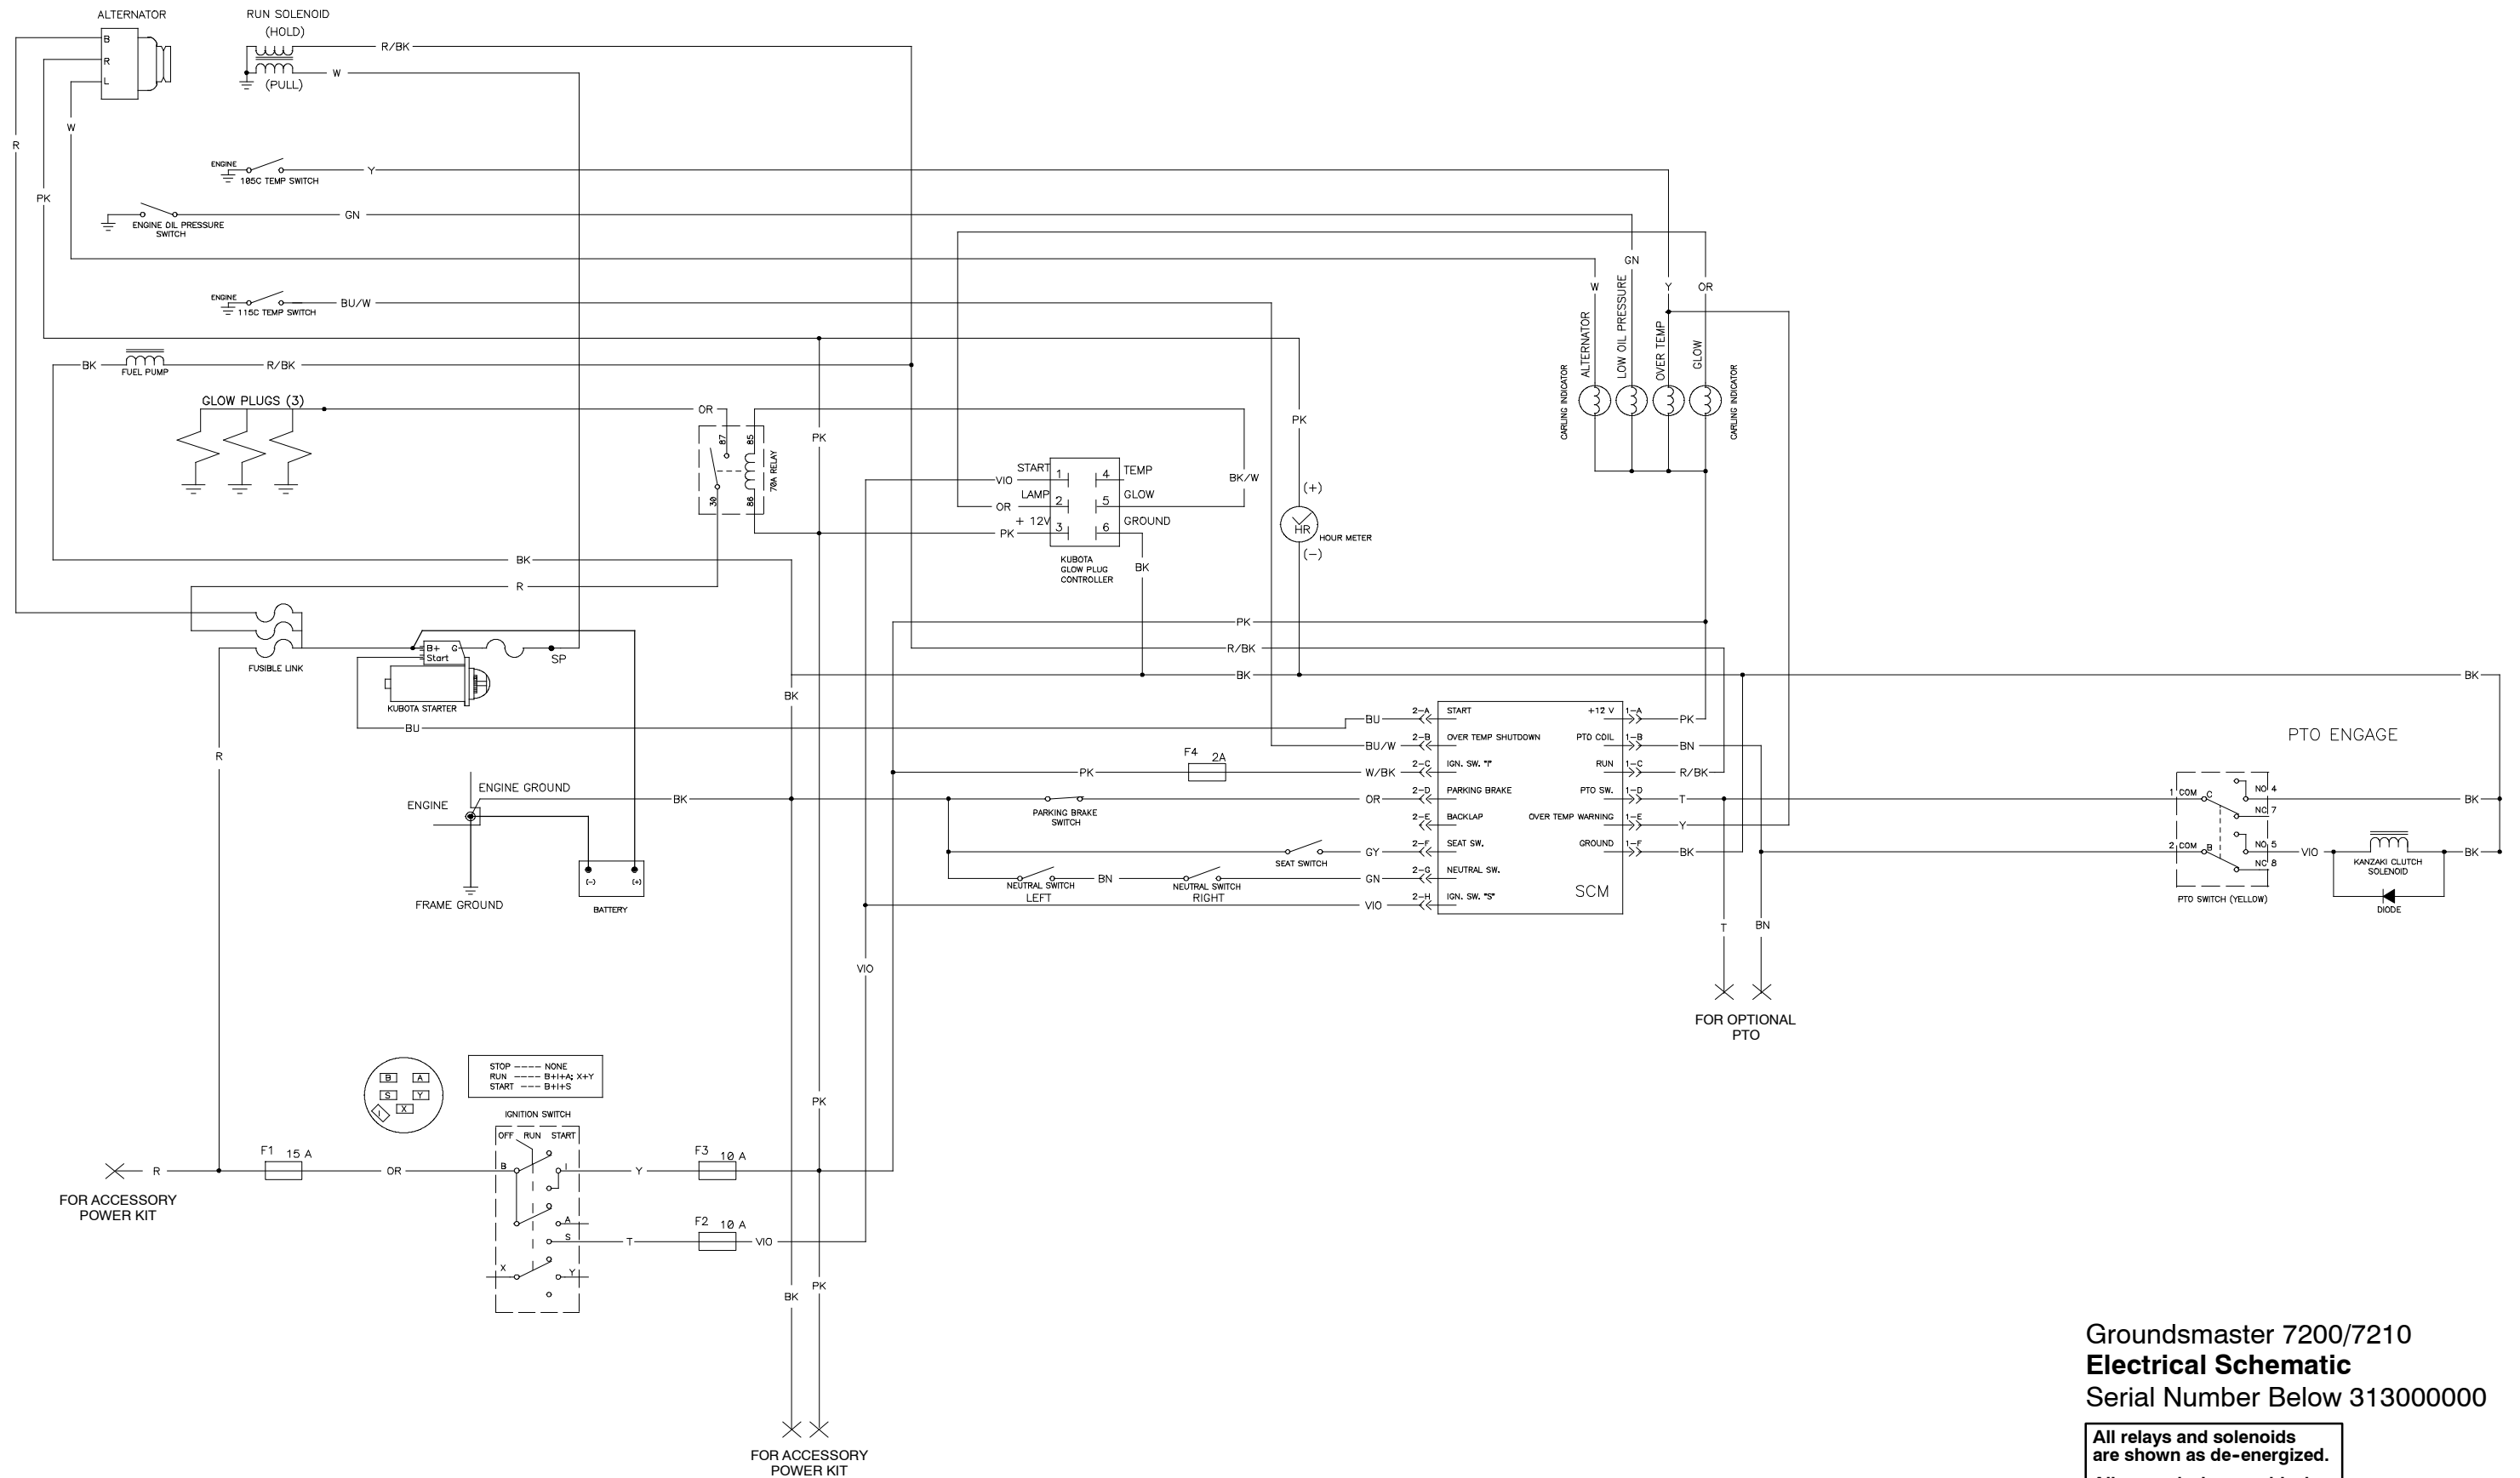 ALTERNATOR
B
R
L
RUN SOLENOID
(HOLD)
(PULL)
R/BK
W
R
W
PK
ENGINE
105C TEMP SWITCH
Y
GN
ENGINE OIL PRESSURE
SWITCH
ENGINE
115C TEMP SWITCH
BU/W
BK
FUEL PUMP
R/BK
GLOW PLUGS (3)
OR
87
85
30
86
70A RELAY
PK
START
VIO
1
4
TEMP
LAMP
OR
2
5
GLOW
+ 12V
PK
3
6
GROUND
KUBOTA
GLOW PLUG
CONTROLLER
BK
BK/W
PK
(+)
HR
HOUR METER
(-)
W
GN
Y
OR
ALTERNATOR
LOW OIL PRESSURE
OVER TEMP
GLOW
CARLING INDICATOR
CARLING INDICATOR
BK
R
FUSIBLE LINK
B+
G
Start
SP
KUBOTA STARTER
BU
R
PK
R/BK
BK
BK
BK
ENGINE
ENGINE GROUND
BK
FRAME GROUND
(-)
(+)
BATTERY
F4
2A
PK
PARKING BRAKE
SWITCH
SEAT SWITCH
NEUTRAL SWITCH
LEFT
BN
NEUTRAL SWITCH
RIGHT
BU
2-A
START
BU/W
2-B
OVER TEMP SHUTDOWN
W/BK
2-C
IGN. SW. "I"
OR
2-D
PARKING BRAKE
2-E
BACKLAP
GY
2-F
SEAT SW.
GN
2-G
NEUTRAL SW.
VIO
2-H
IGN. SW. "S"
+12 V
1-A
PK
PTO COIL
1-B
BN
RUN
1-C
R/BK
PTO SW.
1-D
T
OVER TEMP WARNING
1-E
Y
GROUND
1-F
BK
SCM
T
BN
FOR OPTIONAL
PTO
PTO ENGAGE
1 COM
C
NO 4
NC 7
BK
2 COM
B
NO 5
NC 8
VIO
KANZAKI CLUTCH
SOLENOID
BK
PTO SWITCH (YELLOW)
DIODE
VIO
B
A
S
Y
I
X
STOP ---- NONE
RUN ---- B+I+A; X+Y
START --- B+I+S
IGNITION SWITCH
OFF RUN START
B
I
A
S
X
Y
R
F1
15 A
OR
FOR ACCESSORY
POWER KIT
Y
F3
10 A
T
F2
10 A
VIO
PK
PK
BK
FOR ACCESSORY
POWER KIT
Groundsmaster 7200/7210
Electrical Schematic
Serial Number Below 313000000
All relays and solenoids
are shown as de-energized.